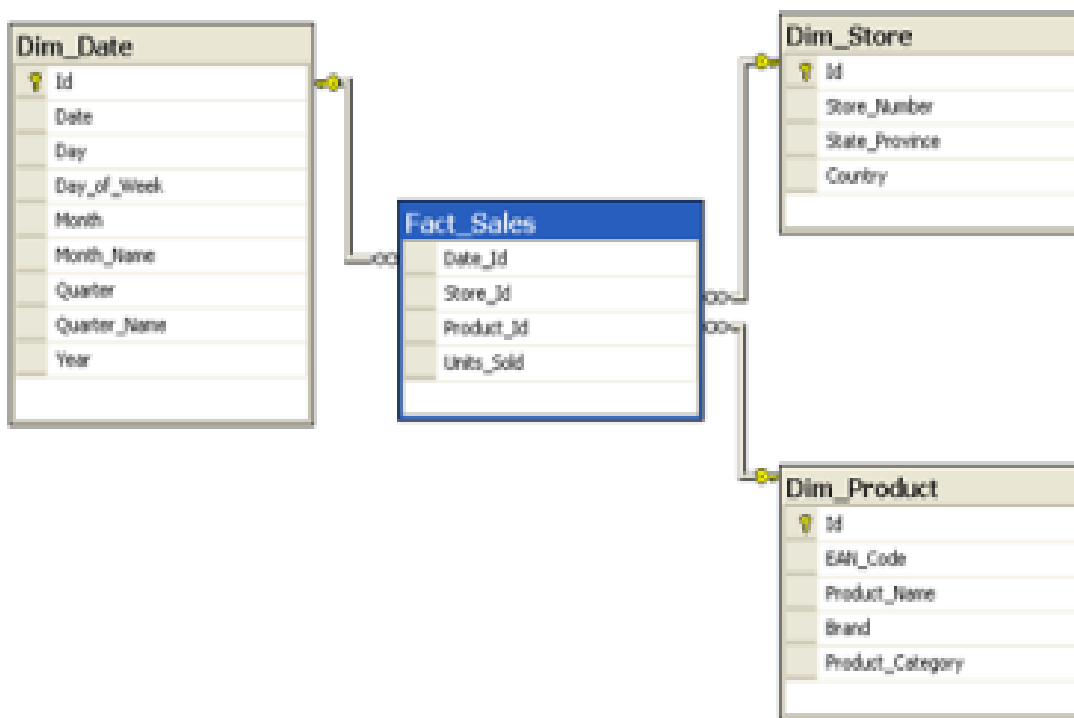 Dim_Date
Id
Date
Day
Day_of_Week
Month
Month_Name
Quarter
Quarter_Name
Year
Fact_Sales
Date_Id
Store_Id
Product_Id
Units_Sold
Dim_Store
Id
Store_Number
State_Province
Country
Dim_Product
Id
EAN_Code
Product_Name
Brand
Product_Category